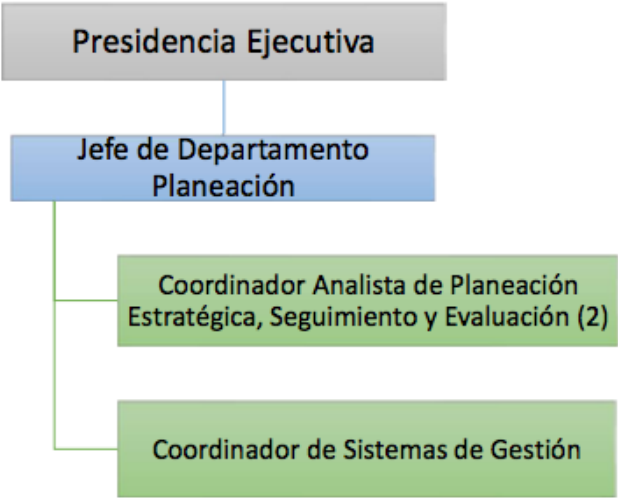 Presidencia Ejecutiva
Jefe de Departamento
Planeación
Coordinador Analista de Planeación
Estratégica, Seguimiento y Evaluación (2)
Coordinador de Sistemas de Gestión